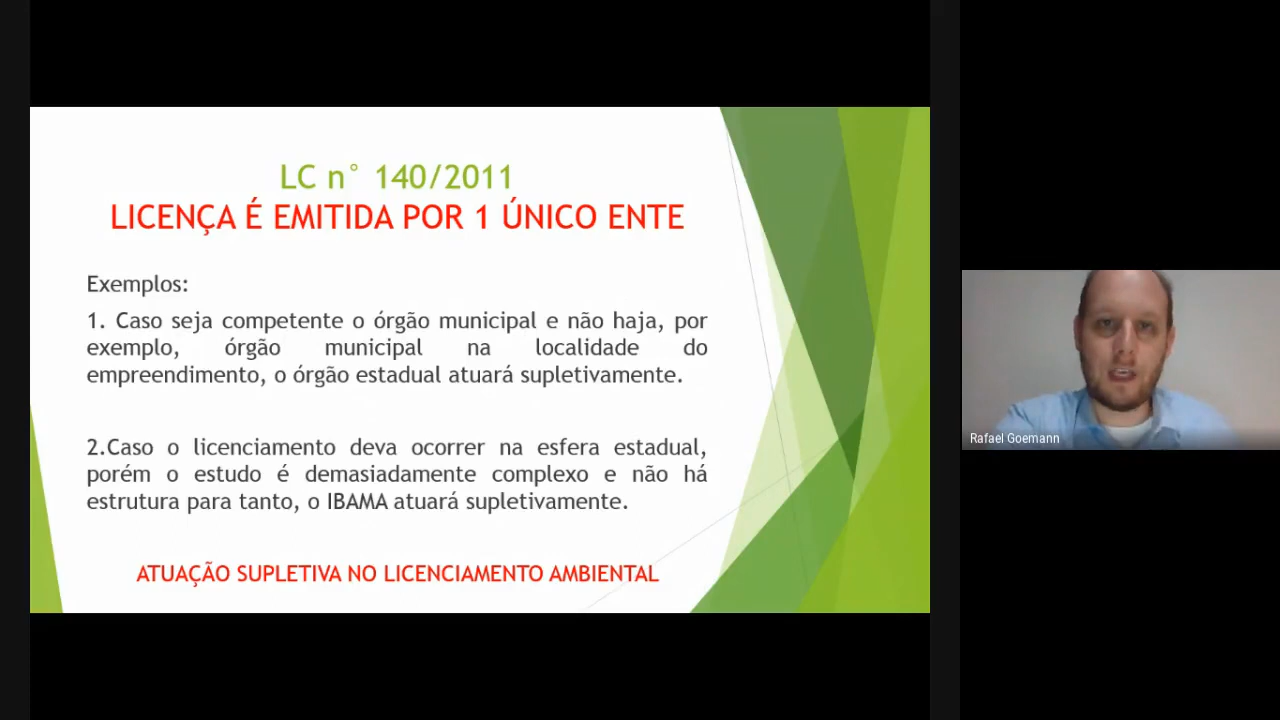 LC n° 140/2011
LICENÇA É EMITIDA POR 1 ÚNICO ENTE
Exemplos:
1. Caso seja competente o órgão municipal e não haja, por
exemplo, órgão municipal na localidade do
empreendimento, o órgão estadual atuará supletivamente.
2.Caso o licenciamento deva ocorrer na esfera estadual,
porém o estudo é demasiadamente complexo e não há
estrutura para tanto, o IBAMA atuará supletivamente.
ATUAÇÃO SUPLETIVA NO LICENCIAMENTO AMBIENTAL
Rafael Goemann